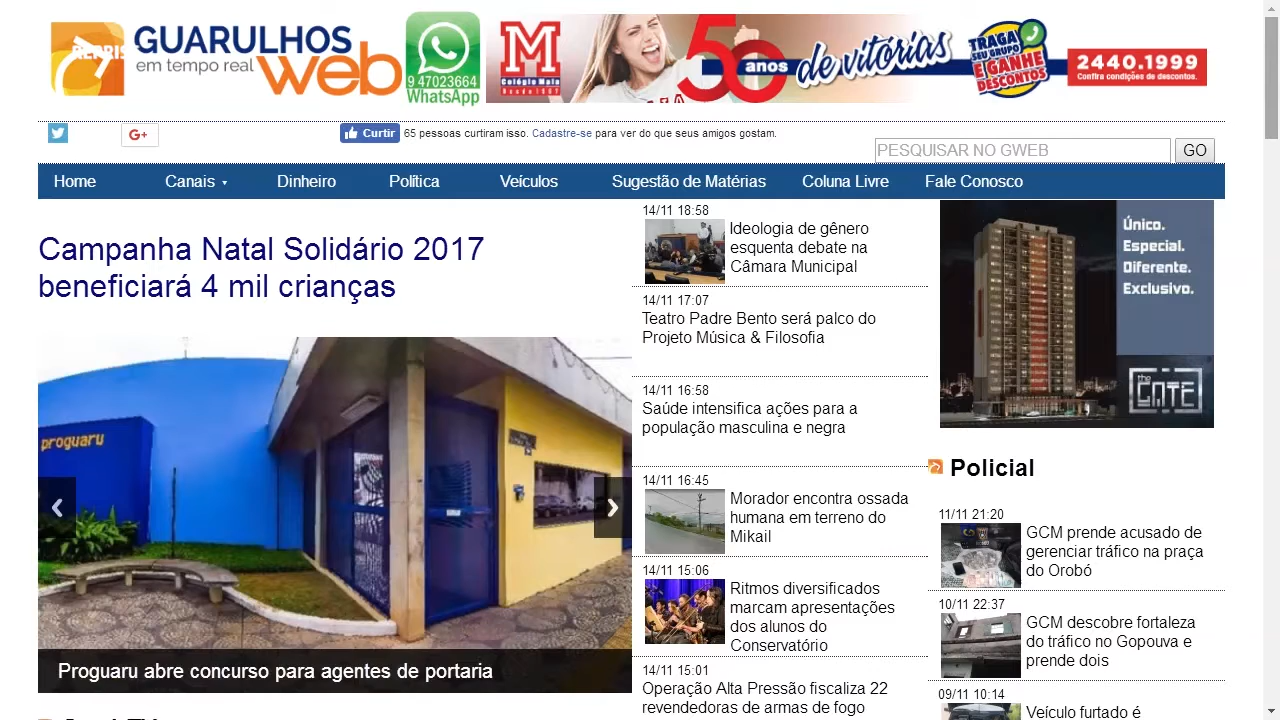 REPRIS
GUARULHOS
em tempo real
web
9 47023664
WhatsApp
M
Colégio Mata
Desde 1967
50
anos
de vitórias
TRAGA
SEU GRUPO
E GANHE
DESCONTOS
2440.1999
Confira condições de descontos.
G+
Curtir 65 pessoas curtiram isso. Cadastre-se para ver do que seus amigos gostam.
PESQUISAR NO GWEB GO
Home Canais Dinheiro Política Veículos Sugestão de Matérias Coluna Livre Fale Conosco
Campanha Natal Solidário 2017
beneficiará 4 mil crianças
proguaru
Proguaru abre concurso para agentes de portaria
14/11 18:58
Ideologia de gênero
esquenta debate na
Câmara Municipal
14/11 17:07
Teatro Padre Bento será palco do
Projeto Música & Filosofia
14/11 16:58
Saúde intensifica ações para a
população masculina e negra
14/11 16:45
Morador encontra ossada
humana em terreno do
Mikail
14/11 15:06
Ritmos diversificados
marcam apresentações
dos alunos do
Conservatório
14/11 15:01
Operação Alta Pressão fiscaliza 22
revendedoras de armas de fogo
Único.
Especial.
Diferente.
Exclusivo.
the
GATE
Policial
11/11 21:20
GCM prende acusado de
gerenciar tráfico na praça
do Orobó
10/11 22:37
GCM descobre fortaleza
do tráfico no Gopouva e
prende dois
09/11 10:14
Veículo furtado é